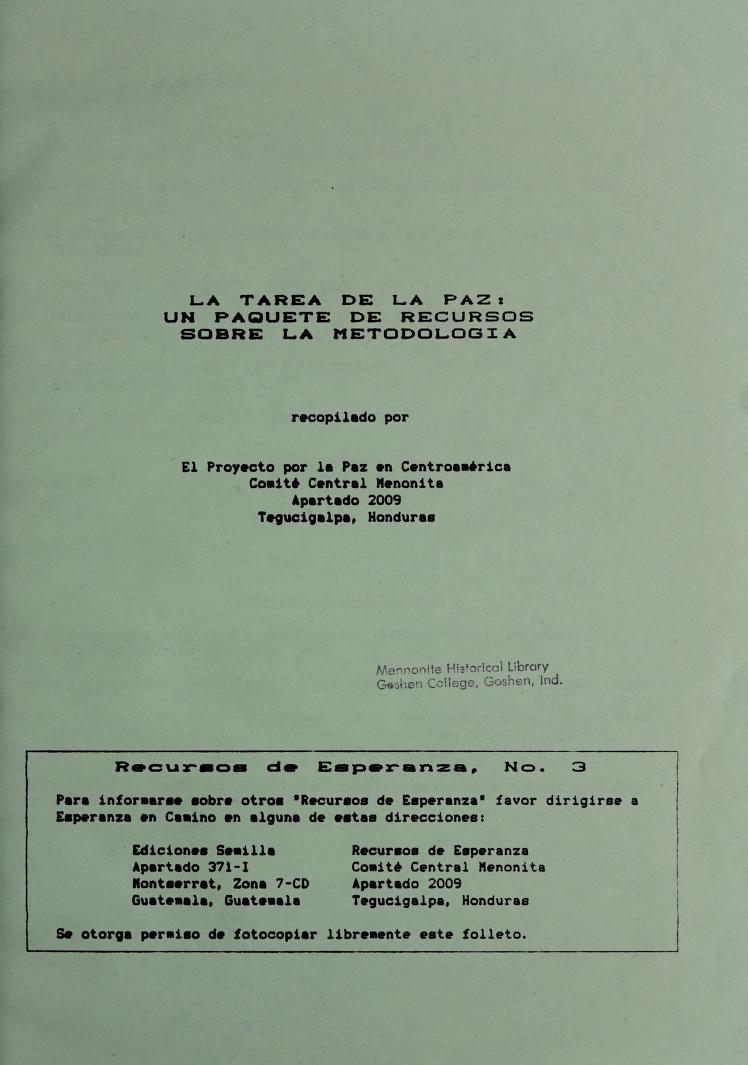 LA TAREA DE LA PAZ:
UN PAQUETE DE RECURSOS
SOBRE LA METODOLOGIA
recopilado por
El Proyecto por la Paz en Centroamérica
Comité Central Menonita
Apartado 2009
Tegucigalpa, Honduras
Mennonite Historical Library
Goshen College, Goshen, Ind.
Recursos de Esperanza, No. 3
Para informarse sobre otros "Recursos de Esperanza" favor dirigirse a
Esperanza en Camino en alguna de estas direcciones:
Ediciones Semilla
Apartado 371-I
Montserrat, Zona 7-CD
Guatemala, Guatemala
Recursos de Esperanza
Comité Central Menonita
Apartado 2009
Tegucigalpa, Honduras
Se otorga permiso de fotocopiar libremente este folleto.